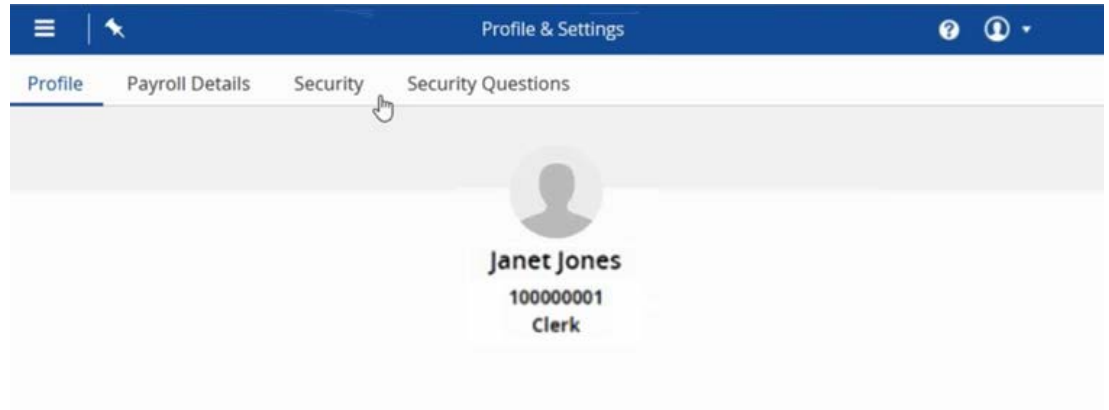 Profile & Settings
Profile Payroll Details Security Security Questions
Janet Jones
100000001
Clerk